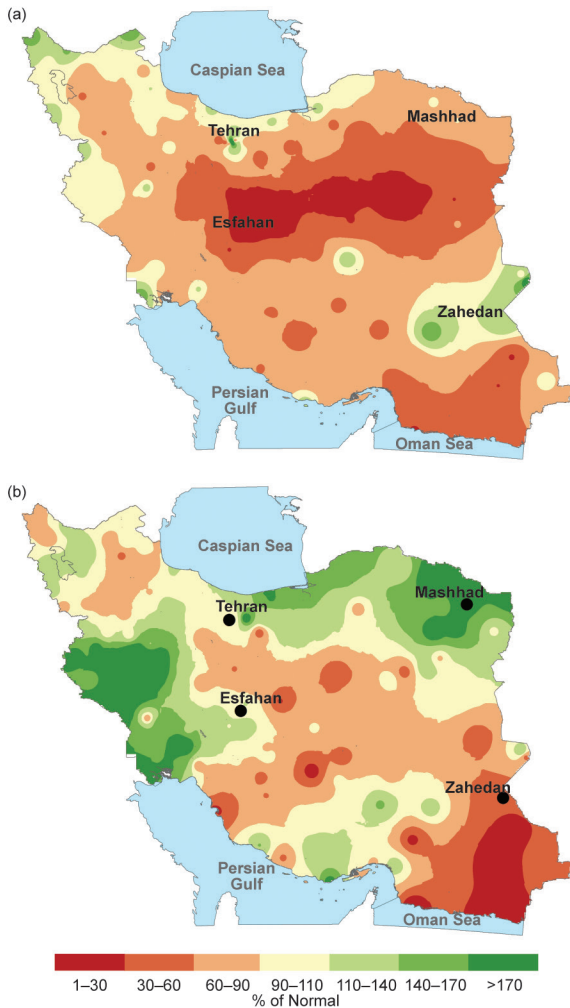 (a)
Caspian Sea
Tehran
Mashhad
Esfahan
Zahedan
Persian
Gulf
Oman Sea
(b)
Caspian Sea
Mashhad
Tehran
Esfahan
Zahedan
Persian
Gulf
Oman Sea
1–30 30–60 60–90 90–110 110–140 140–170 >170
% of Normal